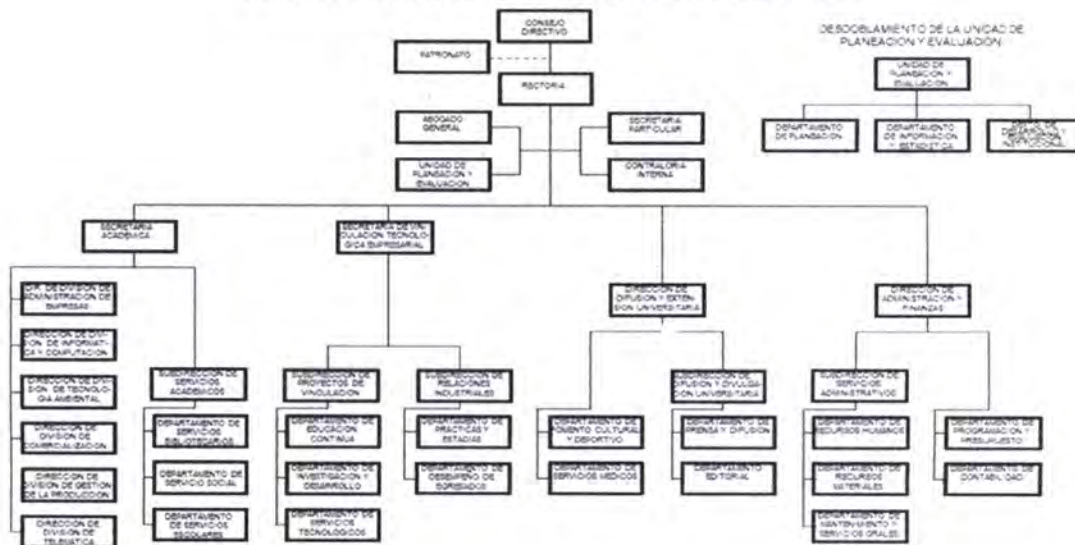 CONSEJO
DIRECTIVO
PATRONATO
RECTORIA
ABOGADO
GENERAL
SECRETARIA
PARTICULAR
UNIDAD DE
PLANEACION Y
EVALUACION
CONTRALORIA
INTERNA
DESDOBLAMIENTO DE LA UNIDAD DE
PLANEACION Y EVALUACION
UNIDAD DE
PLANEACION Y
EVALUACION
DEPARTAMENTO
DE PLANEACION
DEPARTAMENTO
DE INFORMACION
Y ESTADISTICA
DESARROLLO Y
INSTITUCIONAL
SECRETARIA
ACADEMICA
SECRETARIA DE VIN-
CULACION TECNOLO-
GICA EMPRESARIAL
DIRECCION DE
DIFUSION Y EXTEN-
SION UNIVERSITARIA
DIRECCION DE
ADMINISTRACION Y
FINANZAS
DIR. DE DIVISION DE
ADMINISTRACION DE
EMPRESAS
DIRECCION DE DIVI-
SION DE INFORMATI-
CA Y COMPUTACION
DIRECCION DE DIVI-
SION DE TECNOLO-
GIA AMBIENTAL
DIRECCION DE
DIVISION DE
COMERCIALIZACION
DIRECCION DE
DIVISION DE GESTION
DE LA PRODUCCION
DIRECCION DE
DIVISION DE
TELEMATICA
SUBDIRECCION DE
SERVICIOS
ACADEMICOS
DEPARTAMENTO
DE SERVICIOS
BIBLIOTECARIOS
DEPARTAMENTO DE
SERVICIO SOCIAL
DEPARTAMENTO
DE SERVICIOS
ESCOLARES
SUBDIRECCION DE
PROYECTOS DE
VINCULACION
DEPARTAMENTO DE
EDUCACION
CONTINUA
DEPARTAMENTO DE
INVESTIGACION Y
DESARROLLO
DEPARTAMENTO DE
SERVICIOS
TECNOLOGICOS
SUBDIRECCION DE
RELACIONES
INDUSTRIALES
DEPARTAMENTO DE
PRACTICAS Y
ESTADIAS
DEPARTAMENTO DE
DESEMPEÑO DE
EGRESADOS
DEPARTAMENTO DE
FOMENTO CULTURAL
Y DEPORTIVO
DEPARTAMENTO DE
SERVICIOS MEDICOS
SUBDIRECCION DE
DIFUSION Y DIVULGA-
CION UNIVERSITARIA
DEPARTAMENTO DE
PRENSA Y DIFUSION
DEPARTAMENTO
EDITORIAL
SUBDIRECCION DE
SERVICIOS
ADMINISTRATIVOS
DEPARTAMENTO DE
RECURSOS HUMANOS
DEPARTAMENTO DE
RECURSOS
MATERIALES
DEPARTAMENTO DE
MANTENIMIENTO Y
SERVICIOS GRALES.
DEPARTAMENTO DE
PROGRAMACION Y
PRESUPUESTO
DEPARTAMENTO DE
CONTABILIDAD